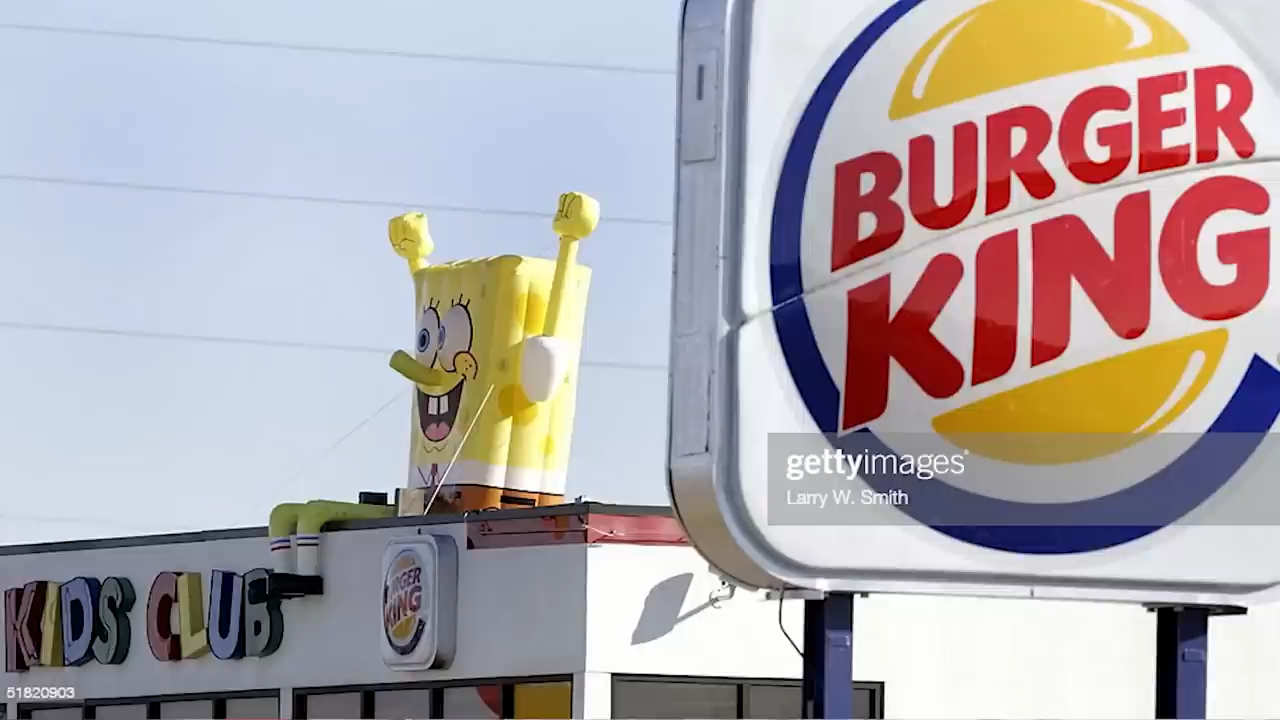 BURGER
KING
gettyimages
Larry W. Smith
KIDS CLUB
BURGER
KING
51820903